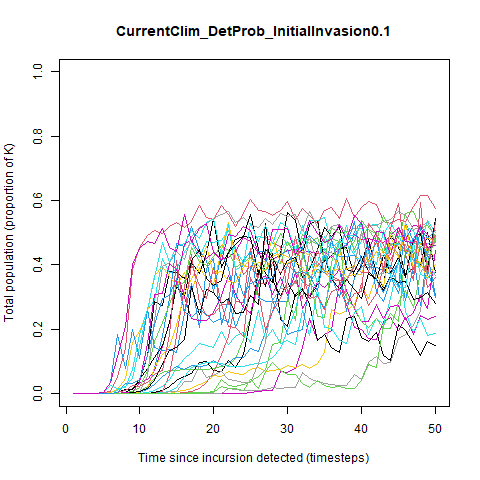 CurrentClim_DetProb_InitialInvasion0.1
Total population (proportion of K)
1.0
0.8
0.6
0.4
0.2
0.0
0 10 20 30 40 50
Time since incursion detected (timesteps)